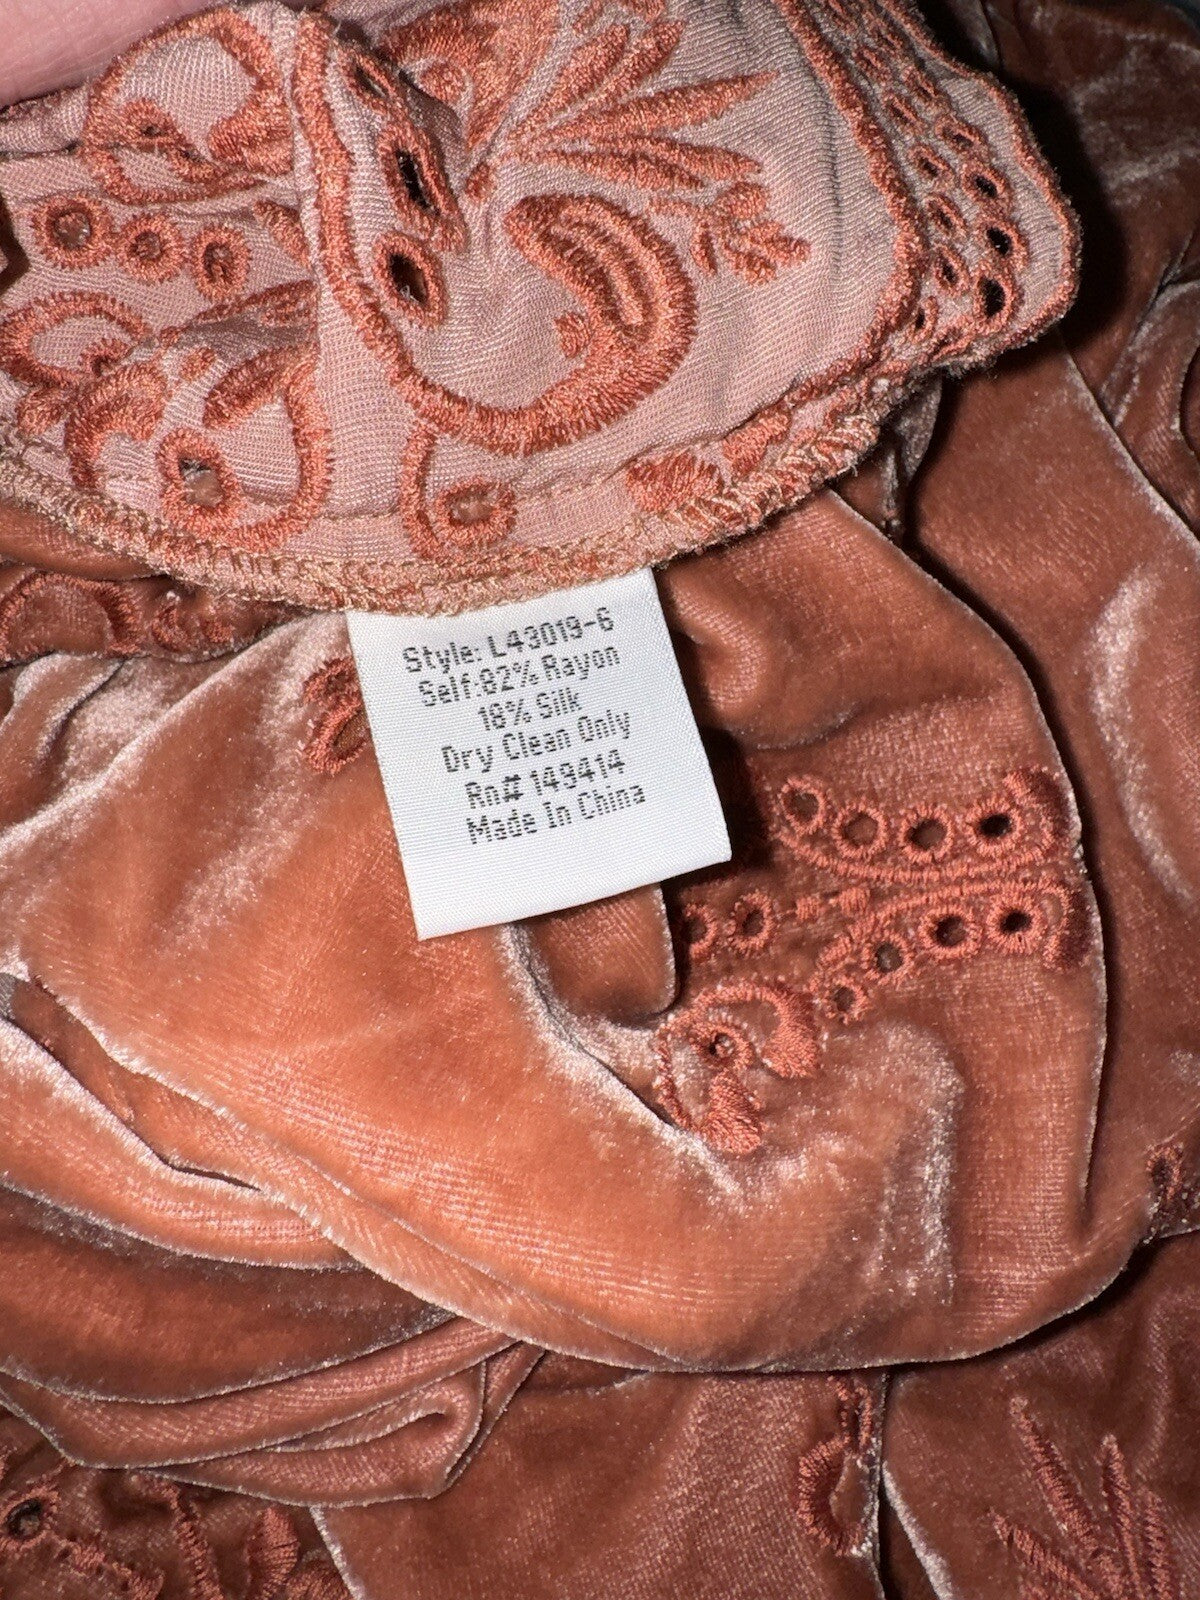 Style: L43019-6
Self:82% Rayon
18% Silk
Dry Clean Only
Rn# 149414
Made In China